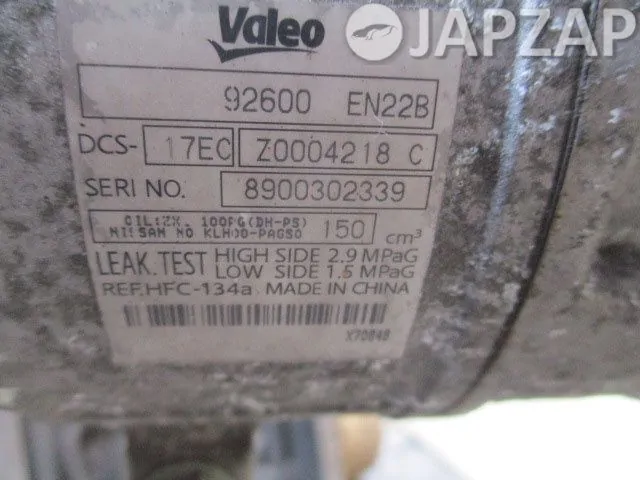 Valeo
JAPZAP
92600 EN22B
DCS- 17EC Z0004218 C
SERI NO. 8900302339
OIL:ZX. 100PG(DH-PS) 150 cm³
NISSAN NO KLH00-PAGS0
LEAK.TEST HIGH SIDE 2.9 MPaG
LOW SIDE 1.5 MPaG
REF.HFC-134a MADE IN CHINA
X70848